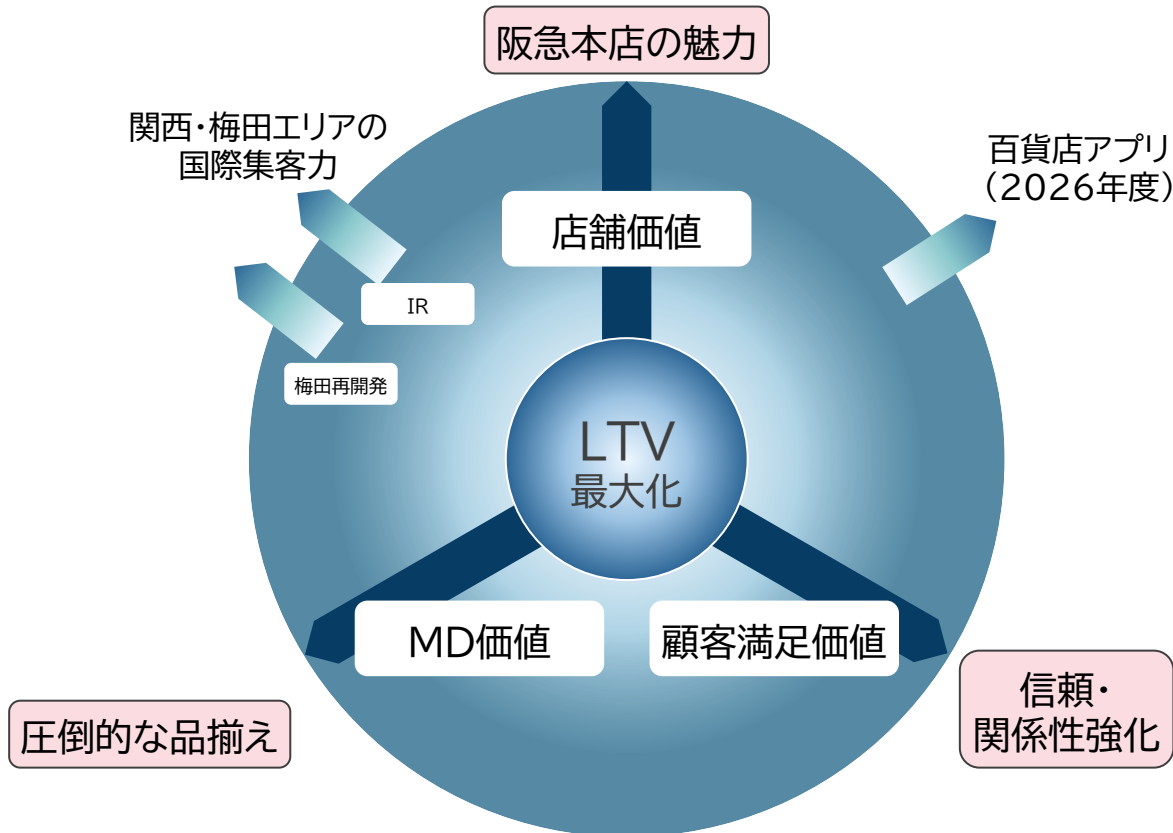 阪急本店の魅力
関西・梅田エリアの
国際集客力
百貨店アプリ
(2026年度)
店舗価値
IR
梅田再開発
LTV
最大化
MD価値
顧客満足価値
圧倒的な品揃え
信頼・
関係性強化